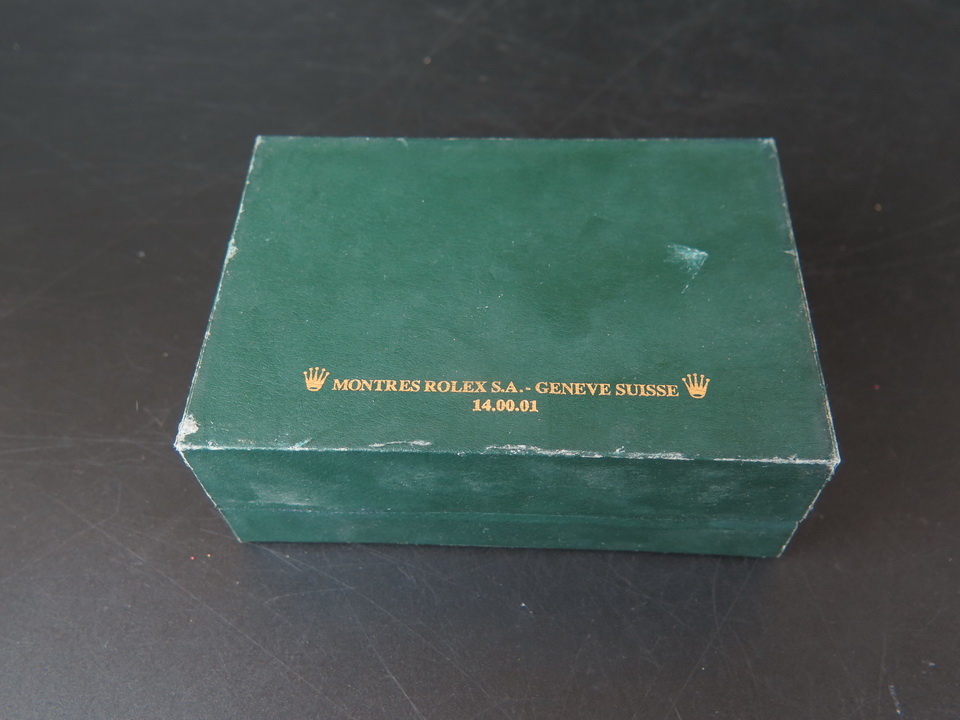 MONTRES ROLEX S.A. - GENEVE SUISSE
14.00.01